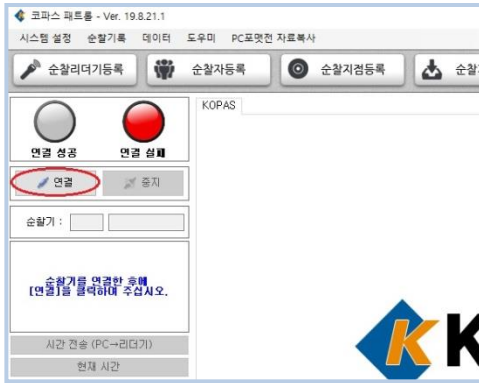 코파스 패트롤 - Ver. 19.8.21.1
시스템 설정 순찰기록 데이터 도우미 PC포맷전 자료복사
순찰리더기등록 순찰자등록 순찰지점등록 순찰
KOPAS
연결 성공 연결 실패
연결 중지
순찰기 :
순찰기를 연결한 후에
[연결]을 클릭하여 주십시오.
시간 전송 (PC→리더기)
현재 시간
K K